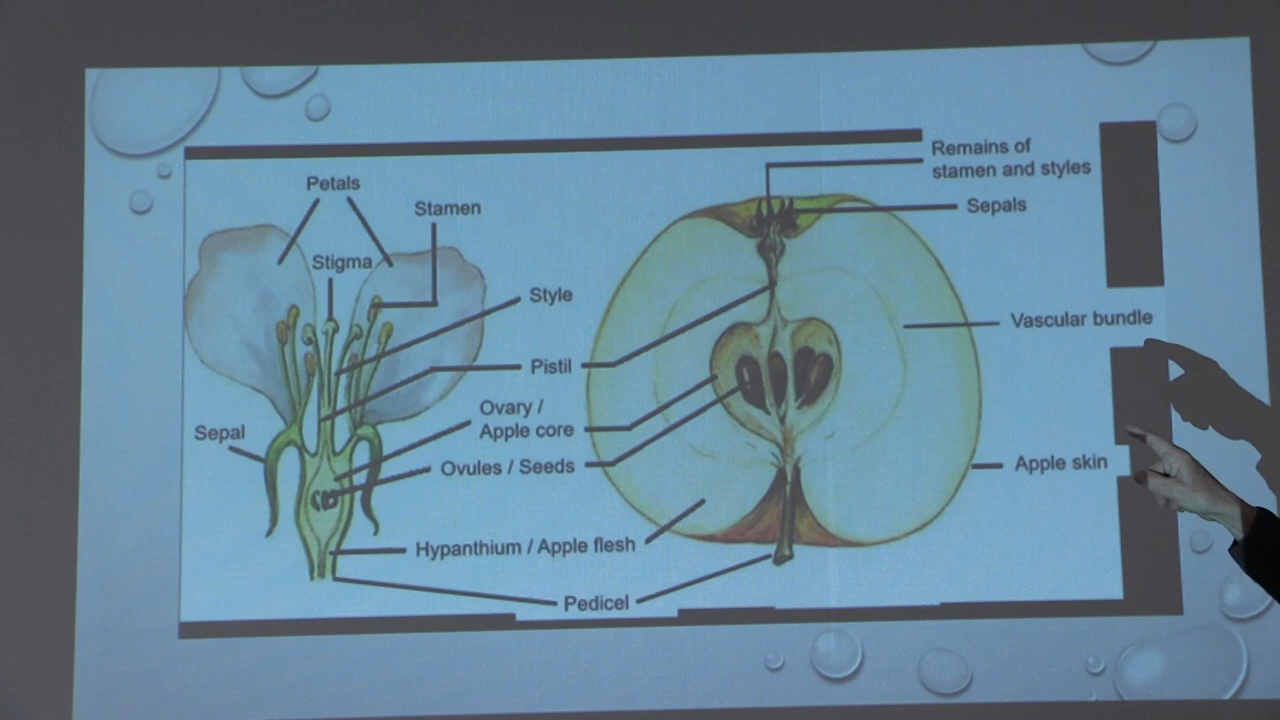 Petals
Stamen
Stigma
Style
Pistil
Sepal
Ovary /
Apple core
Ovules / Seeds
Hypanthium / Apple flesh
Pedicel
Remains of
stamen and styles
Sepals
Vascular bundle
Apple skin